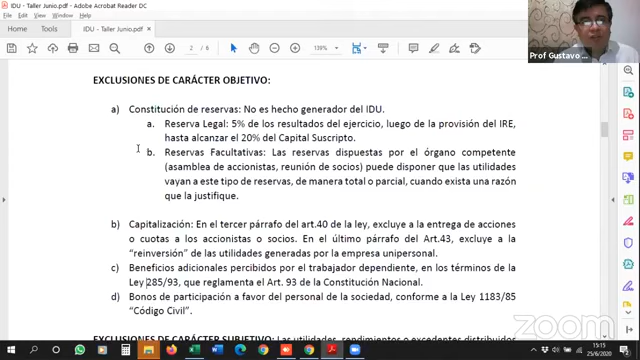 IDU - Taller Junio.pdf - Adobe Acrobat Reader DC
File Edit View Window Help
Home Tools IDU - Taller Junio.pdf ×
2 / 6 139%
Prof Gustavo ...
EXCLUSIONES DE CARÁCTER OBJETIVO:
a) Constitución de reservas: No es hecho generador del IDU.
a. Reserva Legal: 5% de los resultados del ejercicio, luego de la provisión del IRE,
hasta alcanzar el 20% del Capital Suscripto.
b. Reservas Facultativas: Las reservas dispuestas por el órgano competente
(asamblea de accionistas, reunión de socios) puede disponer que las utilidades
vayan a este tipo de reservas, de manera total o parcial, cuando exista una razón
que la justifique.
b) Capitalización: En el tercer párrafo del art.40 de la ley, excluye a la entrega de acciones
o cuotas a los accionistas o socios. En el último párrafo del Art.43, excluye a la
"reinversión" de las utilidades generadas por la empresa unipersonal.
c) Beneficios adicionales percibidos por el trabajador dependiente, en los términos de la
Ley 285/93, que reglamenta el Art. 93 de la Constitución Nacional.
d) Bonos de participación a favor del personal de la sociedad, conforme a la Ley 1183/85
"Código Civil".
EXCLUSIONES DE CARÁCTER SUBJETIVO: Las utilidades, rendimientos o excedentes distribuidos
zoom
15:15
25/6/2020